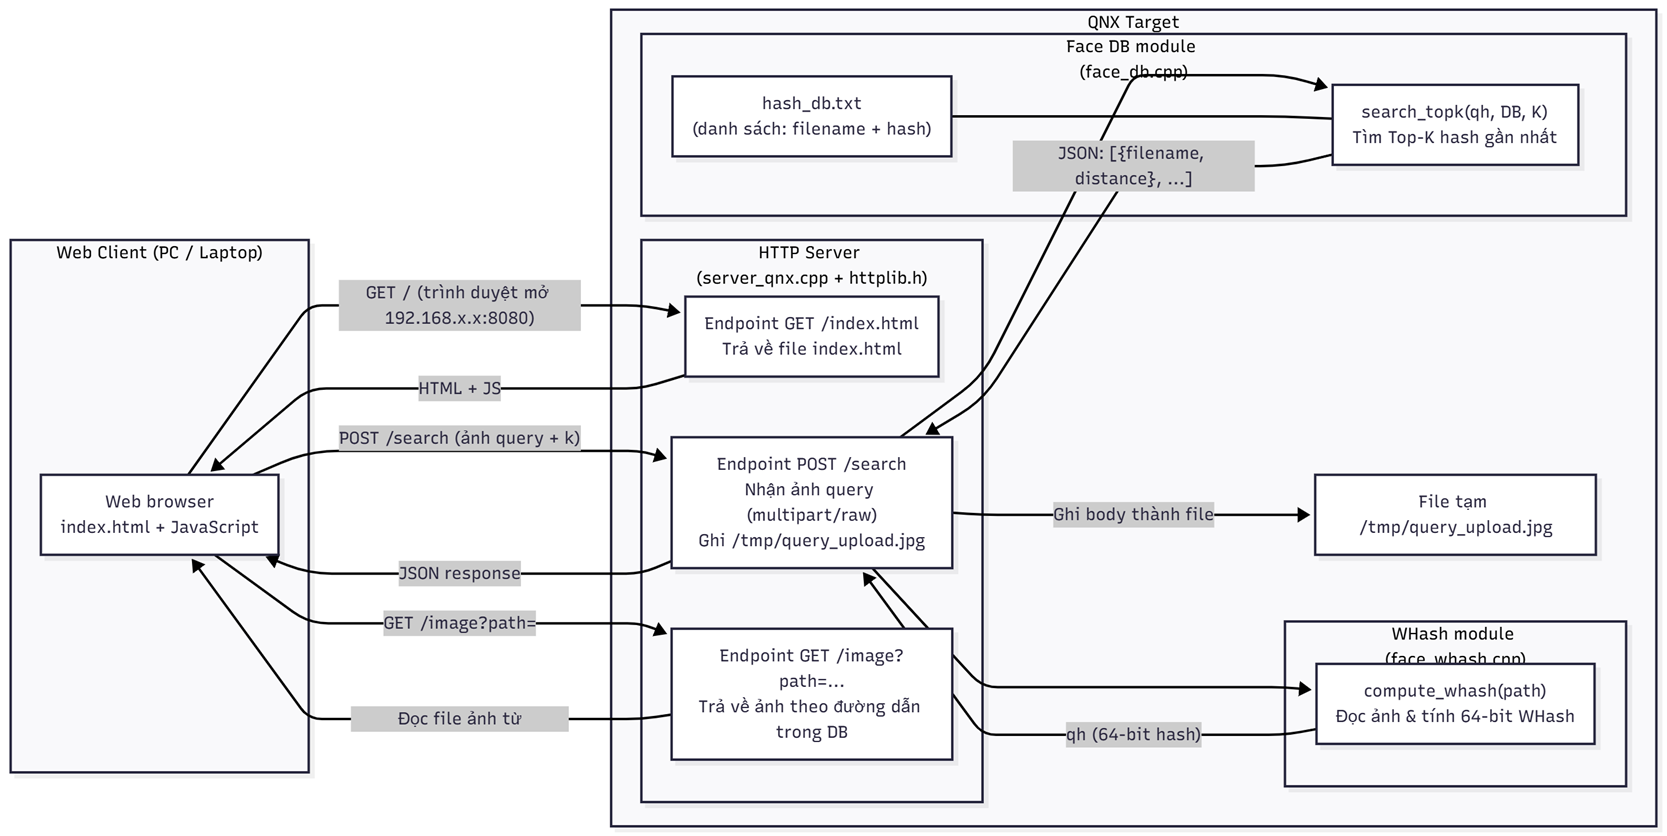 QNX Target
Face DB module
(face_db.cpp)
hash_db.txt
(danh sách: filename + hash)
search_topk(qh, DB, K)
Tìm Top-K hash gần nhất
JSON: [{filename,
distance}, ...]
Web Client (PC / Laptop)
HTTP Server
(server_qnx.cpp + httplib.h)
GET / (trình duyệt mở
192.168.x.x:8080)
Endpoint GET /index.html
Trả về file index.html
HTML + JS
POST /search (ảnh query + k)
Web browser
index.html + JavaScript
Endpoint POST /search
Nhận ảnh query
(multipart/raw)
Ghi /tmp/query_upload.jpg
Ghi body thành file
File tạm
/tmp/query_upload.jpg
JSON response
GET /image?path=
Endpoint GET /image?
path=...
Trả về ảnh theo đường dẫn
trong DB
Đọc file ảnh từ
WHash module
(face_whash.cpp)
compute_whash(path)
Đọc ảnh & tính 64-bit WHash
qh (64-bit hash)